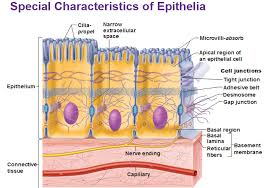 Special Characteristics of Epithelia
Cilia-
propel
Narrow
extracellular
space
Microvilli-absorb
Apical region of
an epithelial cell
Cell junctions
Tight junction
Adhesive belt
Desmosome
Gap junction
Epithelium
Basal region
Basal
lamina
Reticular
fibers
Basement
membrane
Nerve ending
Connective
tissue
Capillary